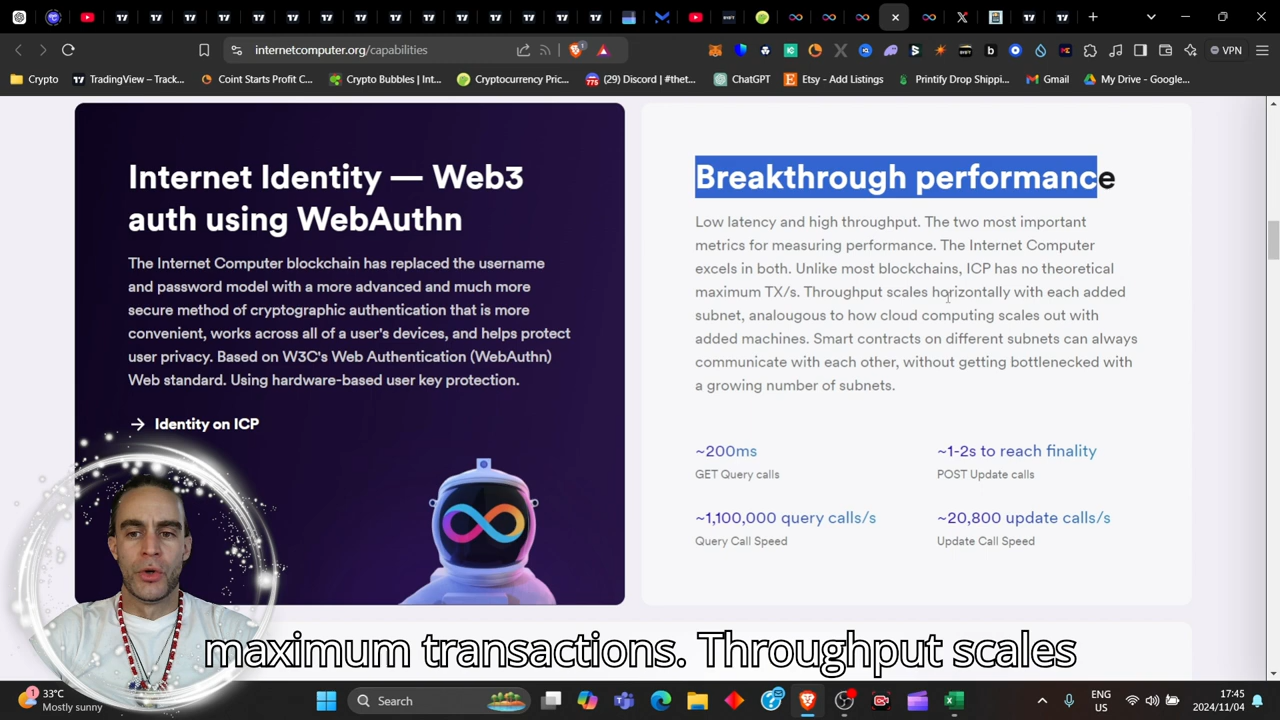 internetcomputer.org/capabilities
VPN
Crypto
TradingView – Track...
Coint Starts Profit C...
Crypto Bubbles | Int...
Cryptocurrency Pric...
(29) Discord | #thet...
ChatGPT
Etsy - Add Listings
Printify Drop Shippi...
Gmail
My Drive - Google...
Internet Identity — Web3
auth using WebAuthn
The Internet Computer blockchain has replaced the username
and password model with a more advanced and much more
secure method of cryptographic authentication that is more
convenient, works across all of a user's devices, and helps protect
user privacy. Based on W3C's Web Authentication (WebAuthn)
Web standard. Using hardware-based user key protection.
Identity on ICP
Breakthrough performance
Low latency and high throughput. The two most important
metrics for measuring performance. The Internet Computer
excels in both. Unlike most blockchains, ICP has no theoretical
maximum TX/s. Throughput scales horizontally with each added
subnet, analougous to how cloud computing scales out with
added machines. Smart contracts on different subnets can always
communicate with each other, without getting bottlenecked with
a growing number of subnets.
~200ms
GET Query calls
~1-2s to reach finality
POST Update calls
~1,100,000 query calls/s
Query Call Speed
~20,800 update calls/s
Update Call Speed
maximum transactions. Throughput scales
1
33°C
Mostly sunny
Search
ENG
US
17:45
2024/11/04